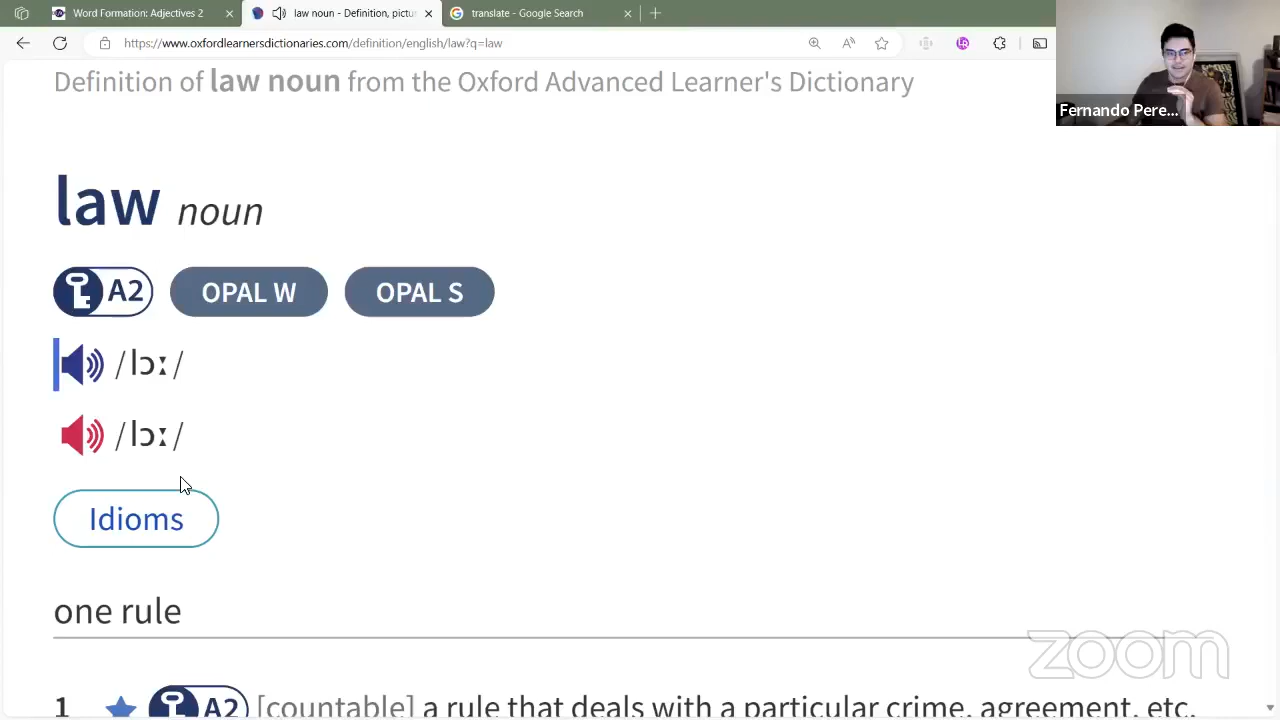 Word Formation: Adjectives 2
law noun - Definition, pictu
translate - Google Search
https://www.oxfordlearnersdictionaries.com/definition/english/law?q=law
Fernando Pere...
Definition of law noun from the Oxford Advanced Learner's Dictionary
law noun
A2 OPAL W OPAL S
/lɔː/
/lɔː/
Idioms
one rule
zoom
1 A2 [countable] a rule that deals with a particular crime, agreement, etc.